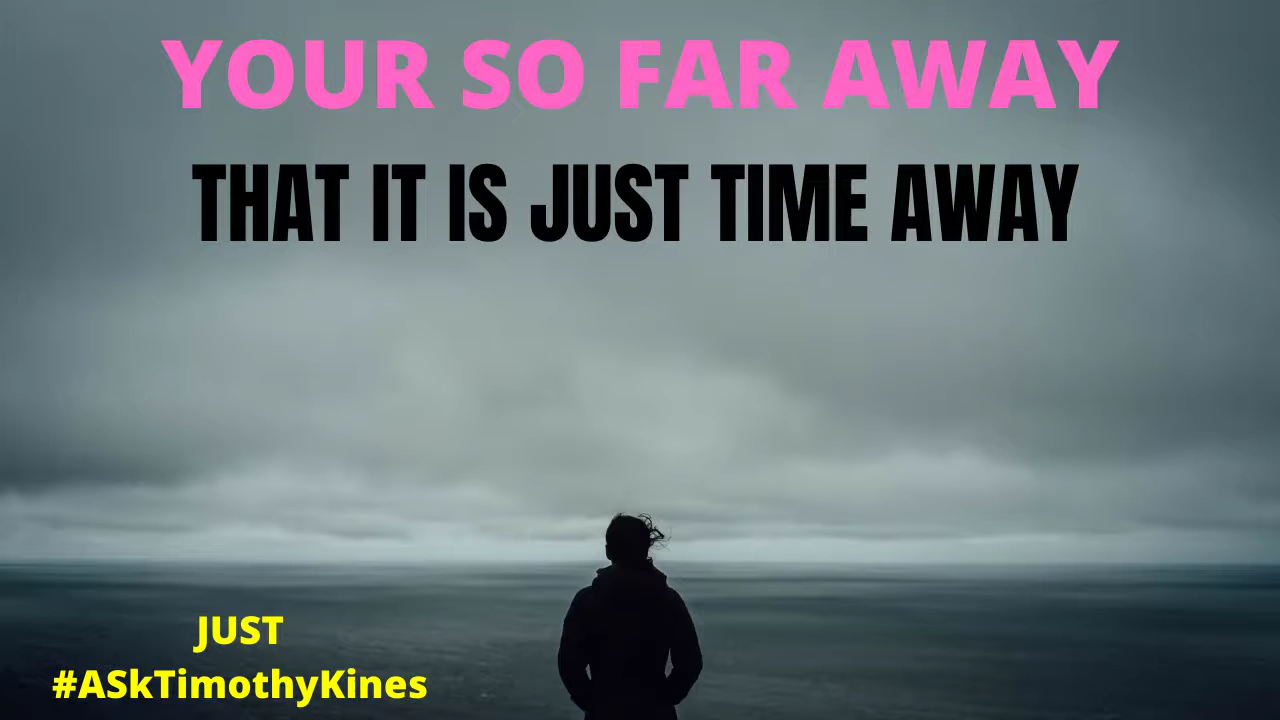 YOUR SO FAR AWAY
THAT IT IS JUST TIME AWAY
JUST
#ASkTimothyKines